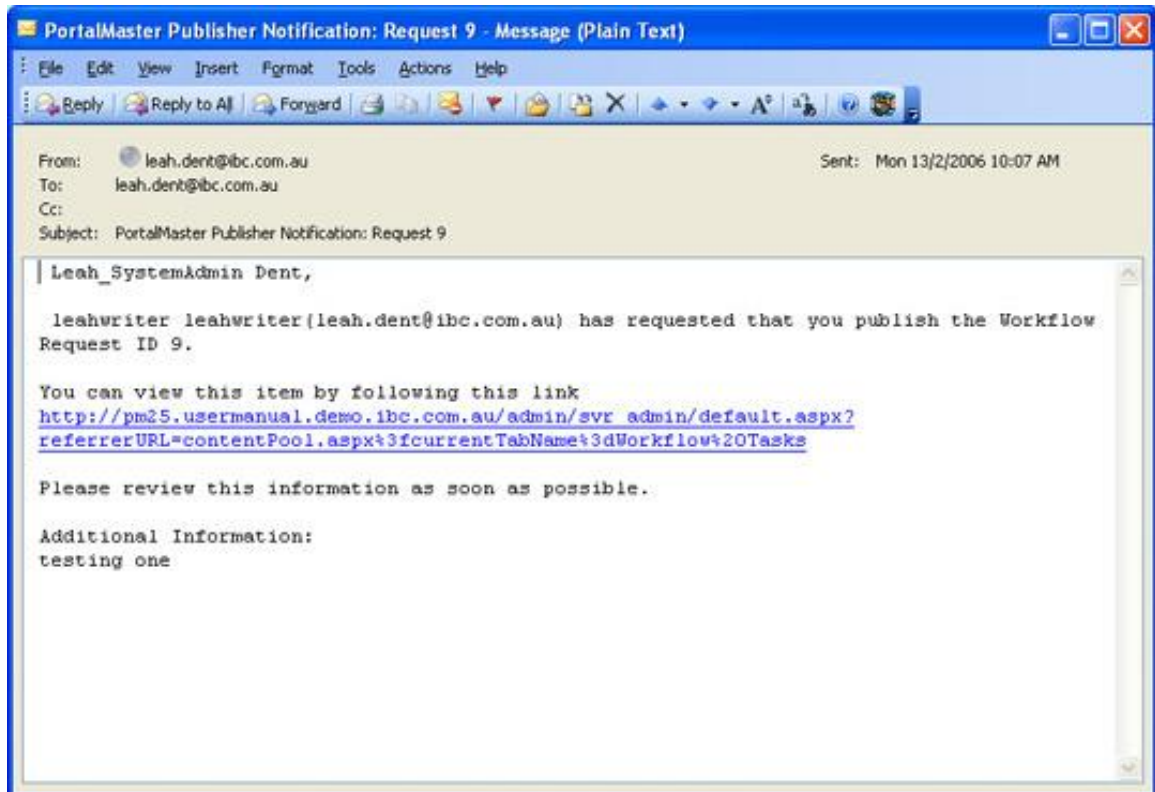 PortalMaster Publisher Notification: Request 9 - Message (Plain Text)
File Edit View Insert Format Tools Actions Help
Reply Reply to All Forward
From: leah.dent@ibc.com.au Sent: Mon 13/2/2006 10:07 AM
To: leah.dent@ibc.com.au
Cc:
Subject: PortalMaster Publisher Notification: Request 9
Leah_SystemAdmin Dent,
leahwriter leahwriter(leah.dent@ibc.com.au) has requested that you publish the Workflow
Request ID 9.
You can view this item by following this link
http://pm25.usermanual.demo.ibc.com.au/admin/svr_admin/default.aspx?
referrerURL=contentPool.aspx%3fcurrentTabName%3dWorkflow%20Tasks
Please review this information as soon as possible.
Additional Information:
testing one